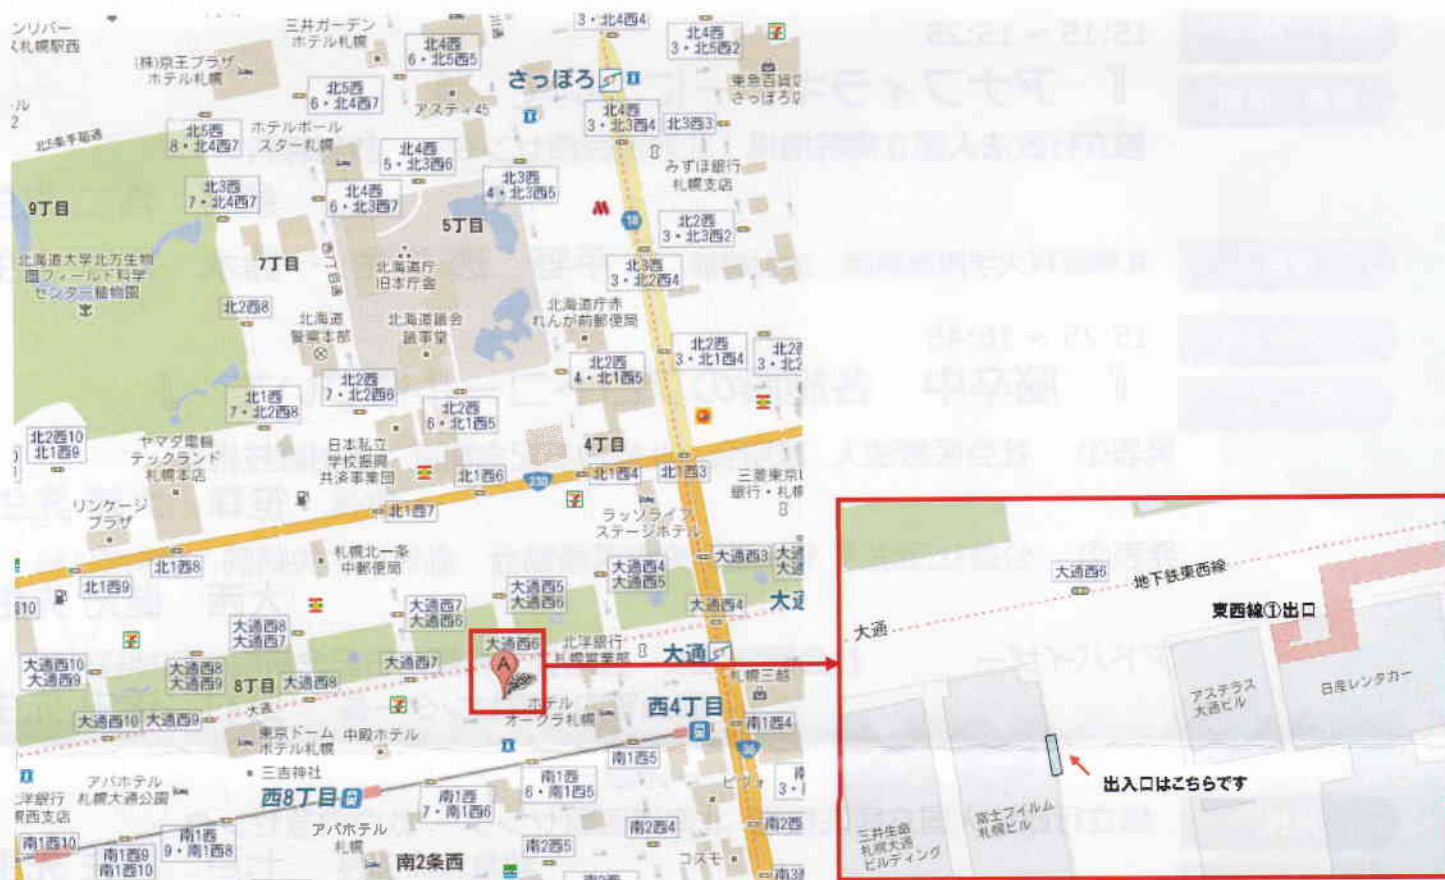 ンリバー
札幌駅西
三井ガーデン
ホテル札幌
(株)京王プラザ
ホテル札幌
北5西
6・北4西7
北4西
6・北5西5
アスティ45
さっぽろ
3・北4西4
北4西
3・北5西2
東急百貨店
さっぽろ店
北4西
3・北3西4
北3西3
みずほ銀行
札幌支店
北5条手稲通
北5西
8・北4西7
ホテルポール
スター札幌
北4西
5・北3西6
北3西
7・北4西7
北4西
6・北3西7
北3西
4・北3西5
9丁目
5丁目
7丁目
北2西
3・北3西2
北3西
3・北2西4
18
北海道大学北方生物
圏フィールド科学
センター植物園
北海道庁
旧本庁舎
西7丁目通
北2西8
北海道
警察本部
北海道議会
議事堂
北海道庁赤
れんが前郵便局
北2西
3・北1西4
北2西
4・北1西5
北1西
7・北2西8
北2西
7・北2西6
北2西
6・北1西5
北2西10
北1西9
ヤマダ電機
テックランド
札幌本店
日本私立
学校振興
共済事業団
4丁目
北1西6
230
北1西4
北1西3
三菱東京U
銀行・札幌
リンケージ
プラザ
北1西7
ラッソライフ
ステージホテル
札幌北一条
中郵便局
北1西8
北1西9
大通西3
大通西4
大通西5
大通西5
大通西6
大通西7
大通西6
大通西4
大通西8
大通西7
大通西6
北洋銀行
札幌営業部
大通
札幌三越
大通西10
大通西9
大通西8
大通西9
大通西7
8丁目
大通西8
A
大通西10
大通西9
大通
ホテル
オークラ札幌
西4丁目
南1西4
東京ドーム
ホテル札幌
中殿ホテル
南1西5
36
三吉神社
アパホテル
札幌大通公園
西8丁目
南1西
6・南1西5
南1西
7・南1西6
ピヴォ
洋銀行
幌西支店
南1西10
南1西9
南1西10
南1西
9・南1西8
アパホテル
札幌
南2条西
南2西4
南2西5
コスモ
南2西
大通西6
地下鉄東西線
大通
東西線①出口
アステラス
大通ビル
日産レンタカー
出入口はこちらです
富士フイルム
札幌ビル
三井生命
札幌大通
ビルディング